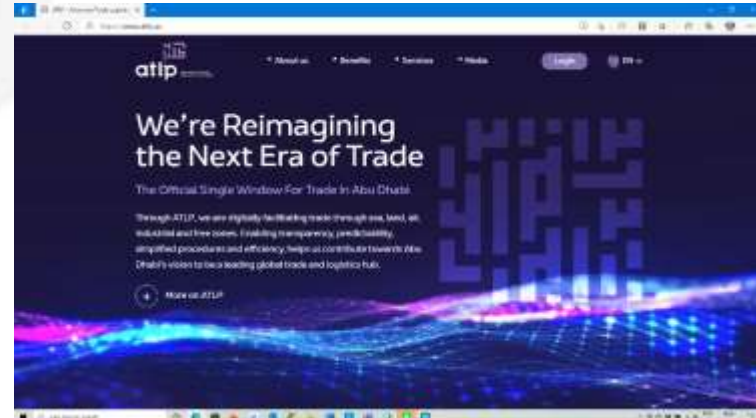 atlp
About us
Benefits
Services
Media
Login
EN
We're Reimagining
the Next Era of Trade
The Official Single Window For Trade In Abu Dhabi
Through ATLP, we are digitally facilitating trade through sea, land, air,
industrial and free zones. Enabling transparency, predictability,
simplified procedures and efficiency, helps us contribute towards Abu
Dhabi's vision to be a leading global trade and logistics hub.
More on ATLP